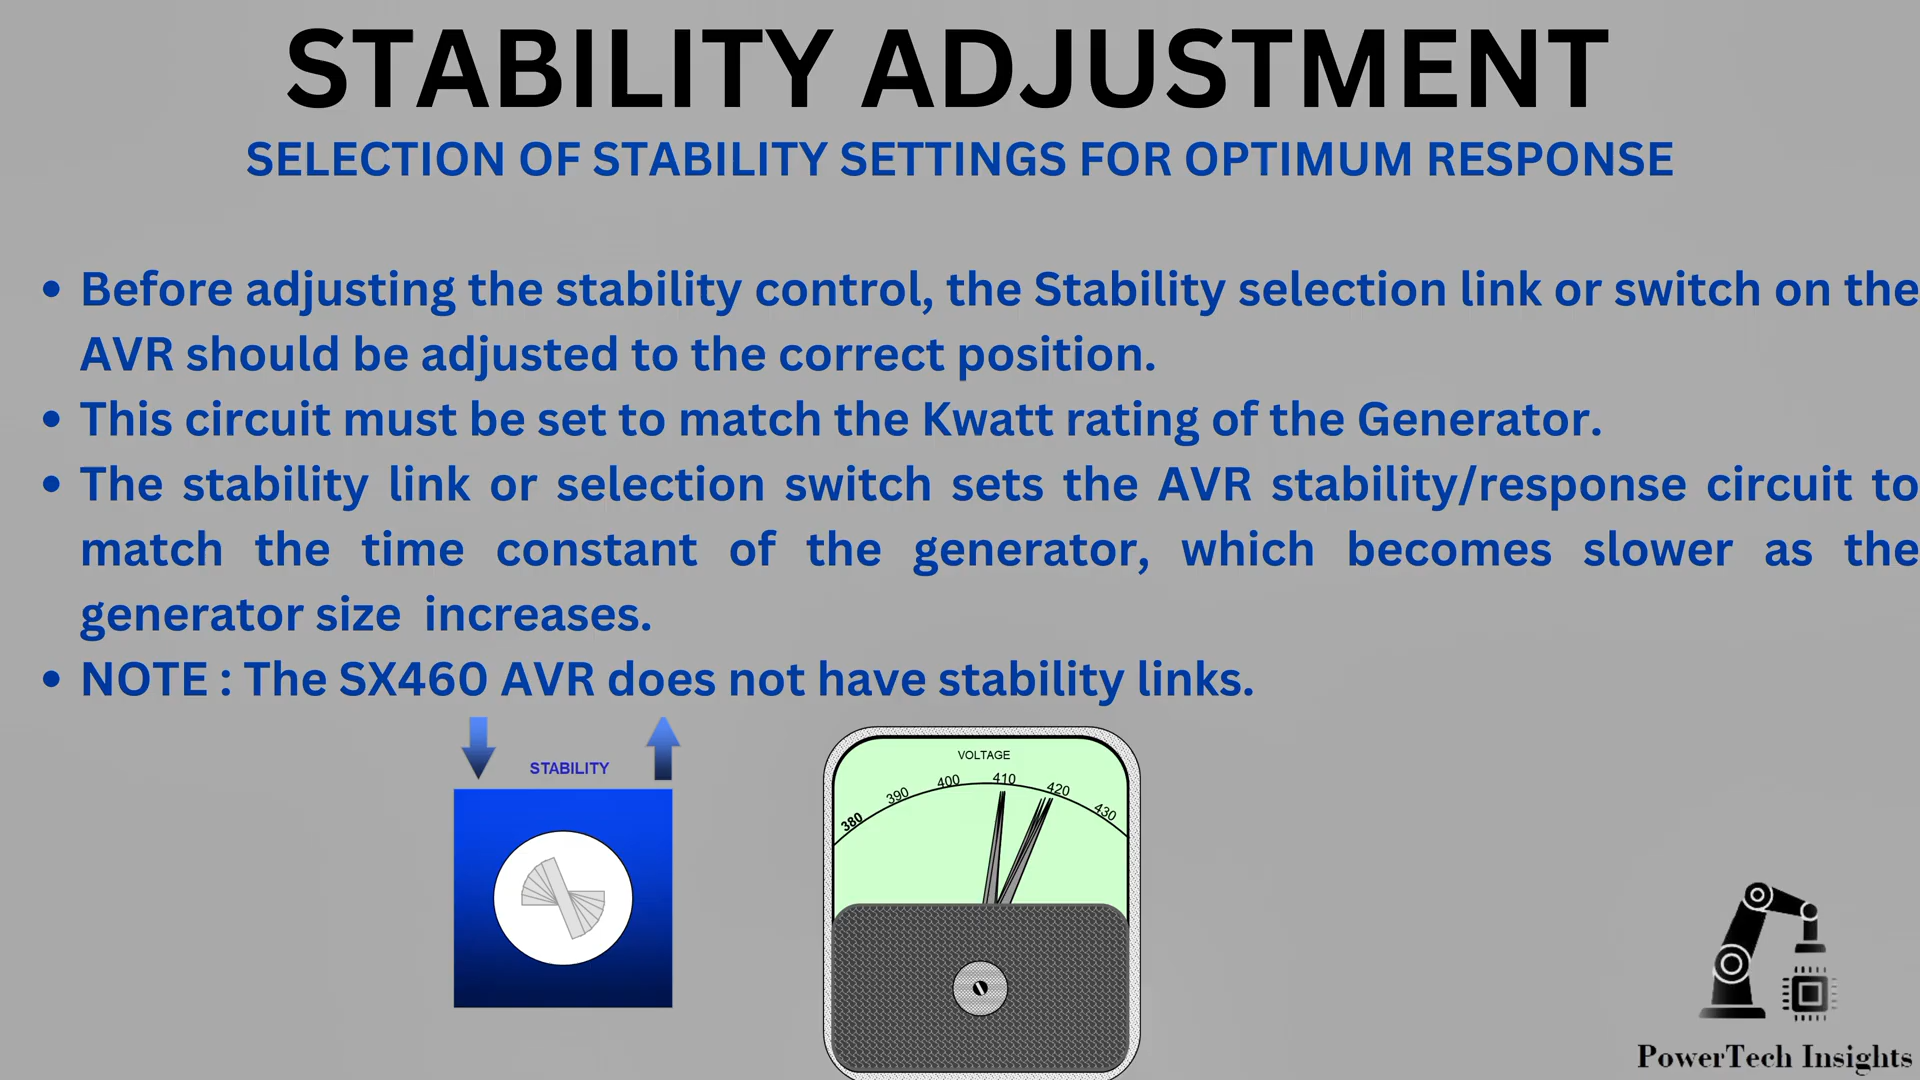 STABILITY ADJUSTMENT
SELECTION OF STABILITY SETTINGS FOR OPTIMUM RESPONSE
• Before adjusting the stability control, the Stability selection link or switch on the
AVR should be adjusted to the correct position.
• This circuit must be set to match the Kwatt rating of the Generator.
• The stability link or selection switch sets the AVR stability/response circuit to
match the time constant of the generator, which becomes slower as the
generator size increases.
• NOTE : The SX460 AVR does not have stability links.
STABILITY
VOLTAGE
380 390 400 410 420 430
PowerTech Insights